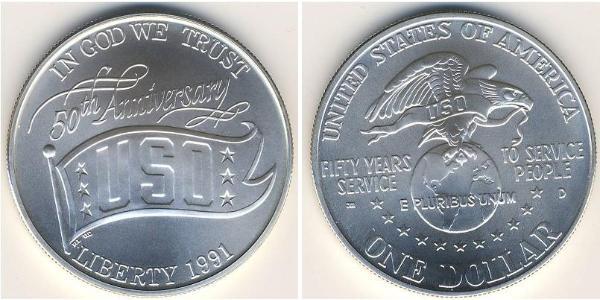 IN GOD WE TRUST
50th Anniversary
USO
LIBERTY 1991
UNITED STATES OF AMERICA
USO
FIFTY YEARS
SERVICE
TO SERVICE
PEOPLE
E PLURIBUS UNUM
D
ONE DOLLAR